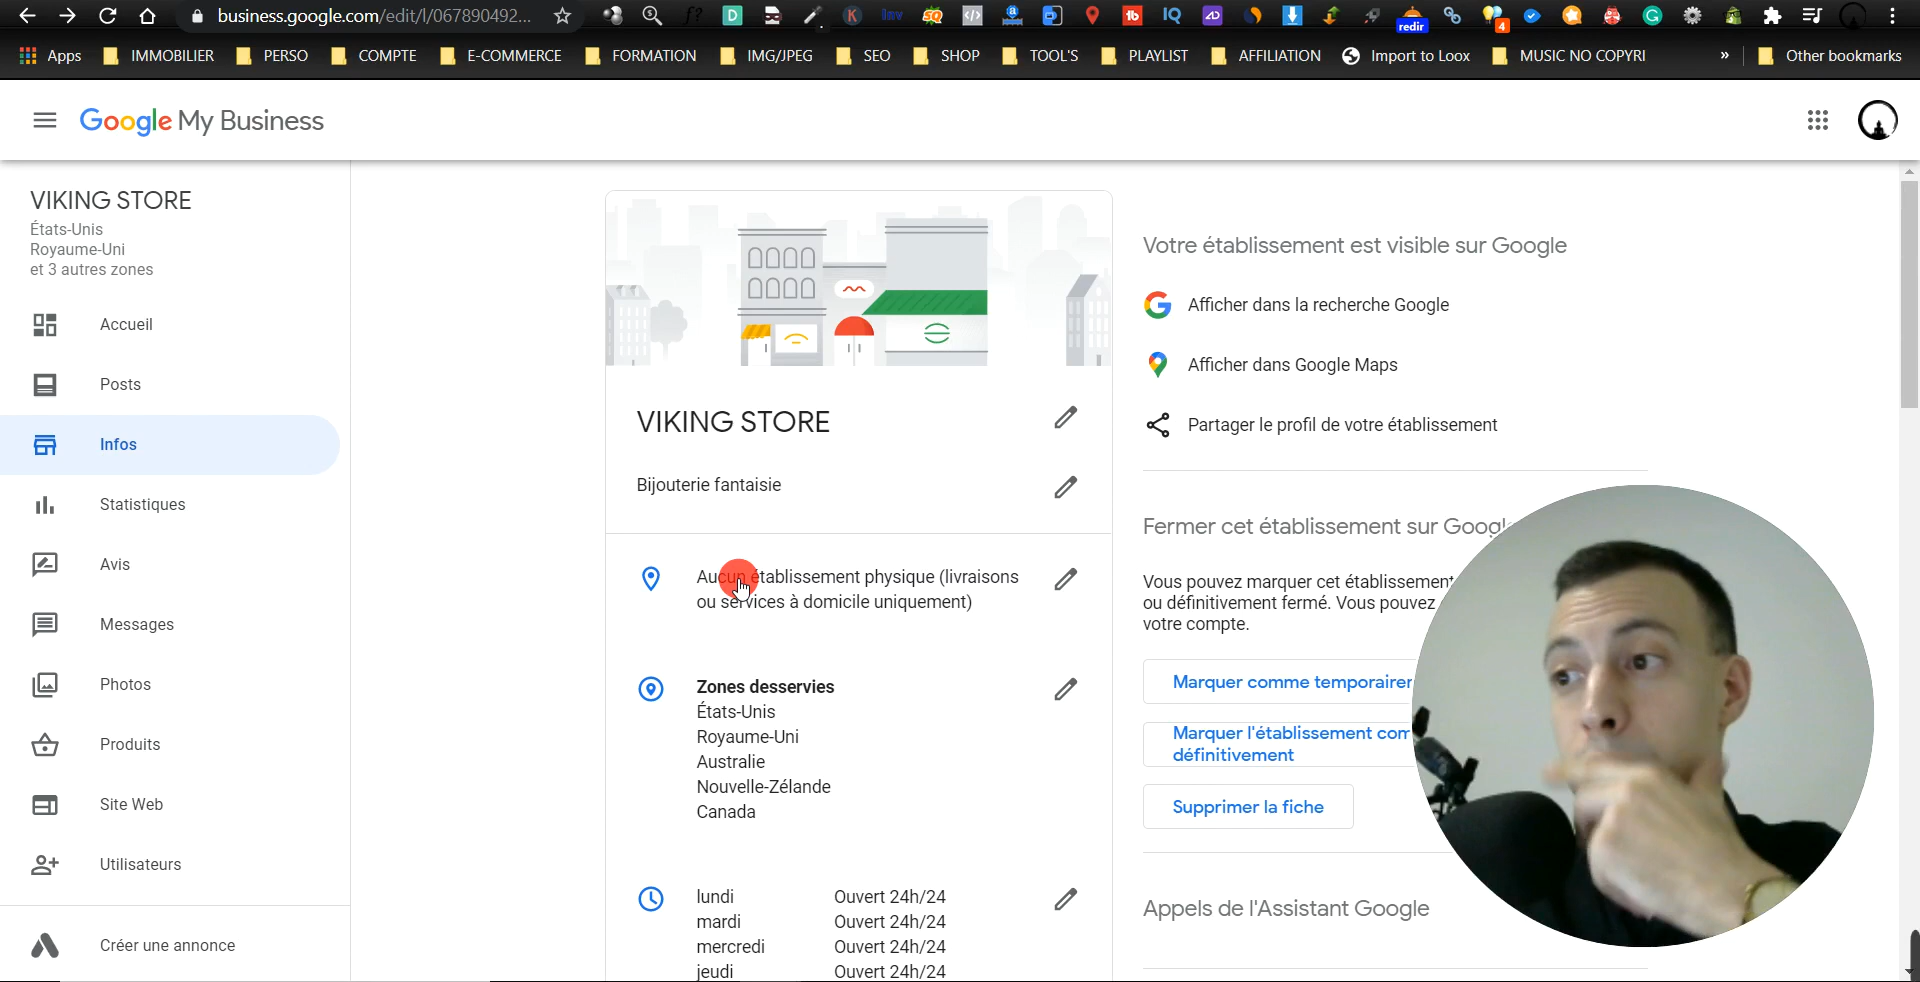 business.google.com/edit/l/067890492...
redir
4
Apps
IMMOBILIER
PERSO
COMPTE
E-COMMERCE
FORMATION
IMG/JPEG
SEO
SHOP
TOOL'S
PLAYLIST
AFFILIATION
Import to Loox
MUSIC NO COPYRI
»
Other bookmarks
Google My Business
VIKING STORE
États-Unis
Royaume-Uni
et 3 autres zones
Accueil
Posts
Infos
Statistiques
Avis
Messages
Photos
Produits
Site Web
Utilisateurs
Créer une annonce
VIKING STORE
Bijouterie fantaisie
Aucun établissement physique (livraisons
ou services à domicile uniquement)
Zones desservies
États-Unis
Royaume-Uni
Australie
Nouvelle-Zélande
Canada
lundi Ouvert 24h/24
mardi Ouvert 24h/24
mercredi Ouvert 24h/24
jeudi Ouvert 24h/24
Votre établissement est visible sur Google
Afficher dans la recherche Google
Afficher dans Google Maps
Partager le profil de votre établissement
Fermer cet établissement sur Googl
Vous pouvez marquer cet établissement
ou définitivement fermé. Vous pouvez
votre compte.
Marquer comme temporairer
Marquer l'établissement com
définitivement
Supprimer la fiche
Appels de l'Assistant Google